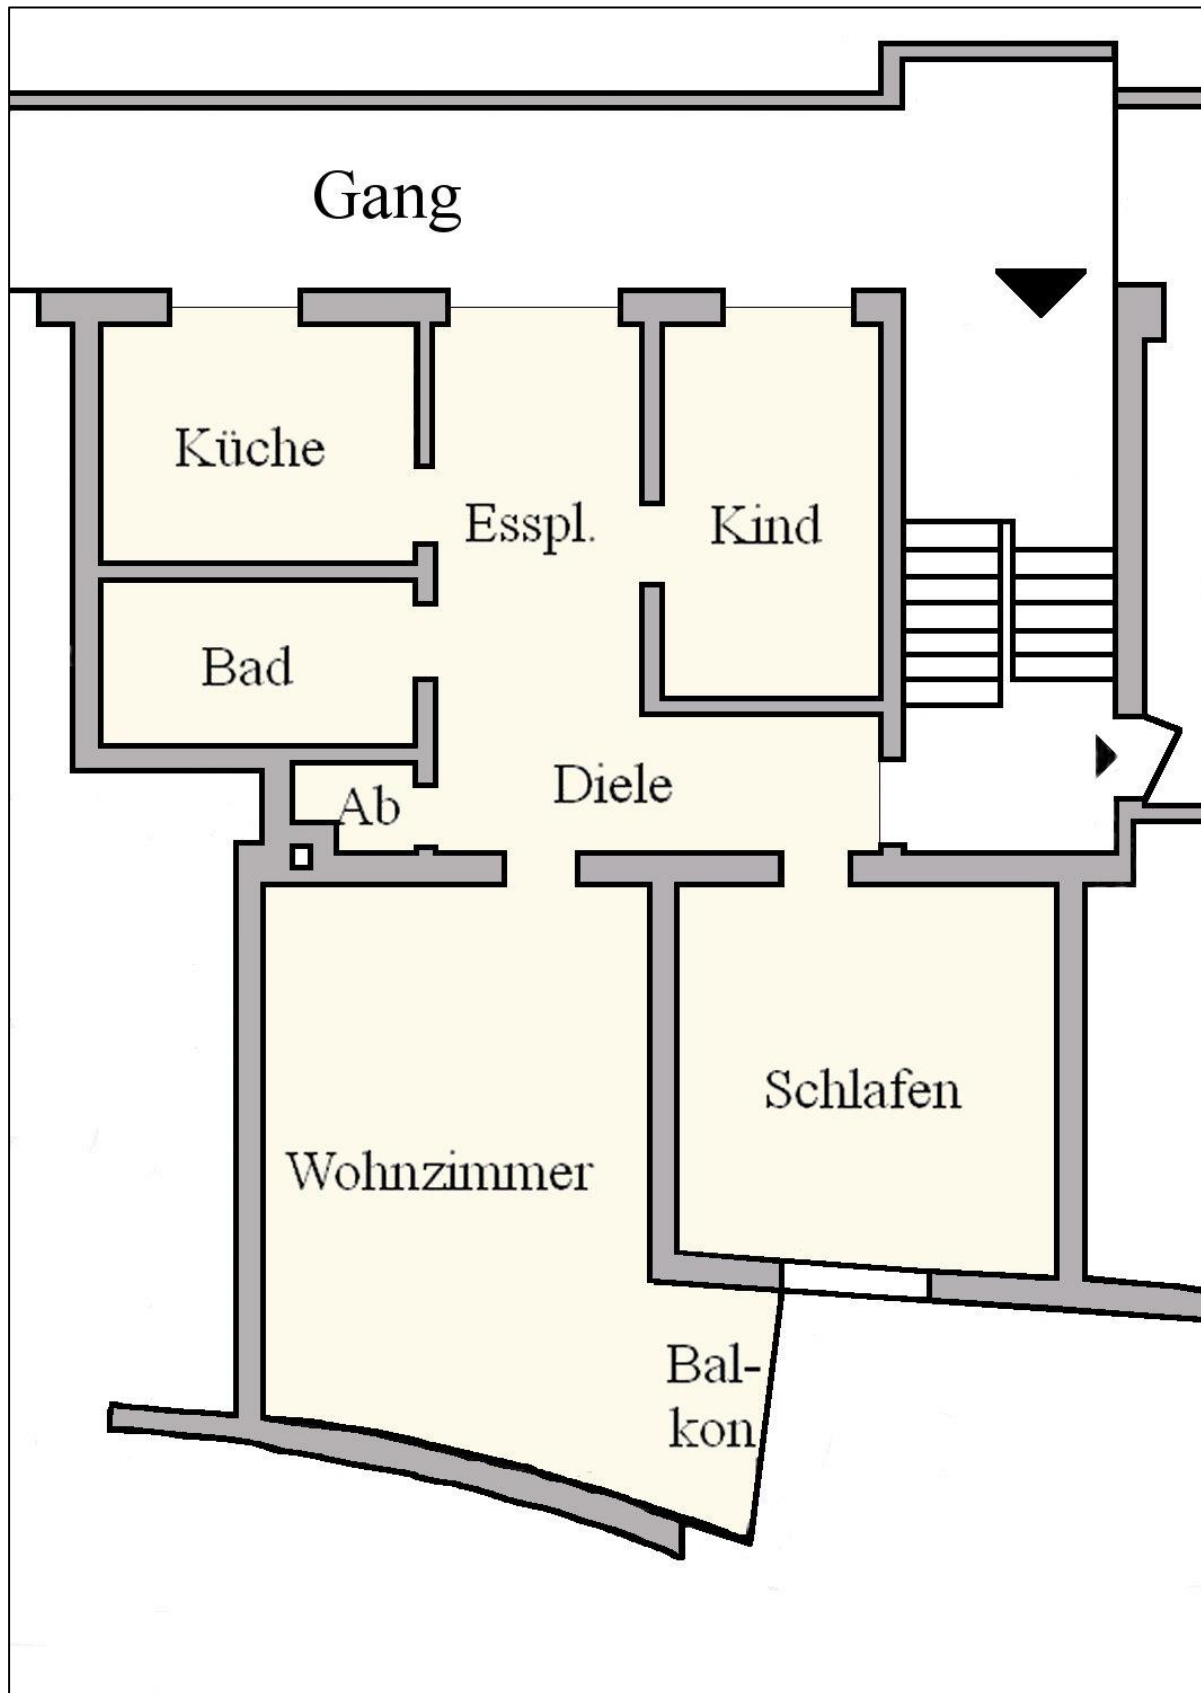 Gang
Küche
Esspl.
Kind
Bad
Diele
Ab
Schlafen
Wohnzimmer
Bal-
kon